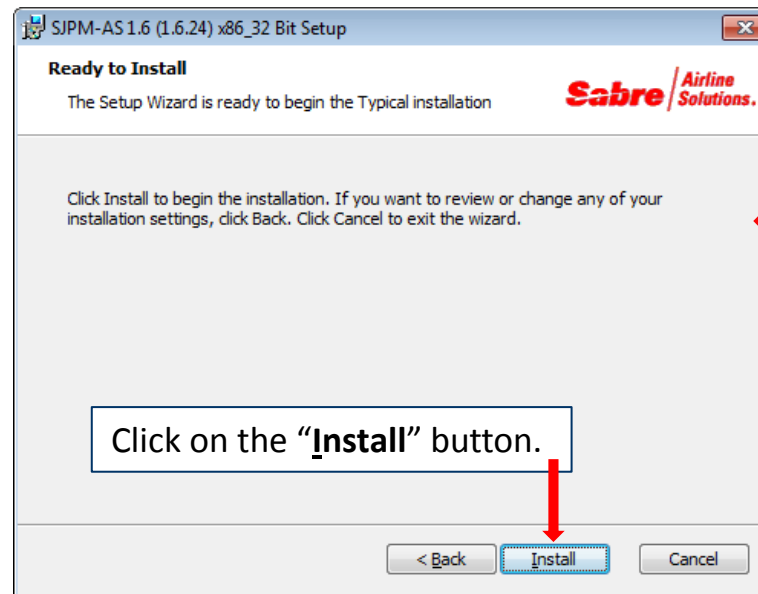 SJPM-AS 1.6 (1.6.24) x86_32 Bit Setup
Ready to Install
The Setup Wizard is ready to begin the Typical installation
Sabre Airline
Solutions.
Click Install to begin the installation. If you want to review or change any of your
installation settings, click Back. Click Cancel to exit the wizard.
Click on the “Install” button.
< Back Install Cancel